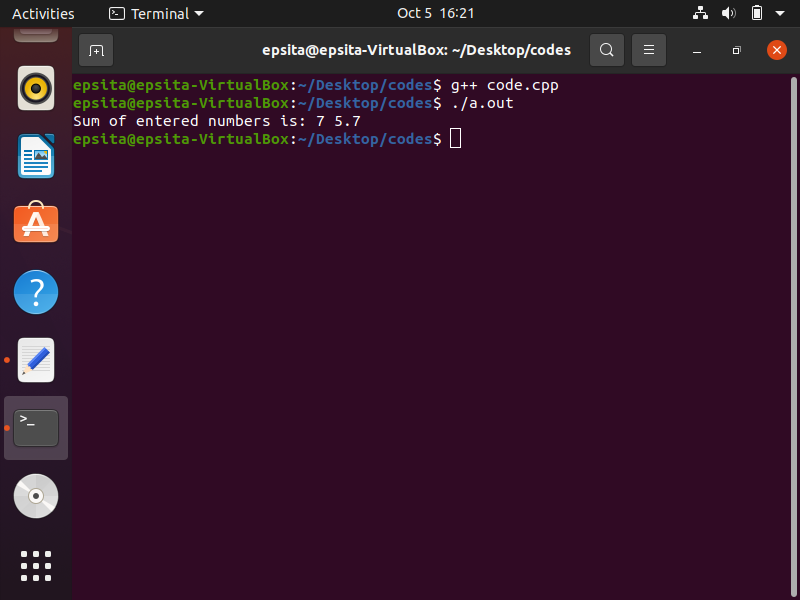 Activities Terminal Oct 5 16:21
epsita@epsita-VirtualBox: ~/Desktop/codes
epsita@epsita-VirtualBox:~/Desktop/codes$ g++ code.cpp
epsita@epsita-VirtualBox:~/Desktop/codes$ ./a.out
Sum of entered numbers is: 7 5.7
epsita@epsita-VirtualBox:~/Desktop/codes$